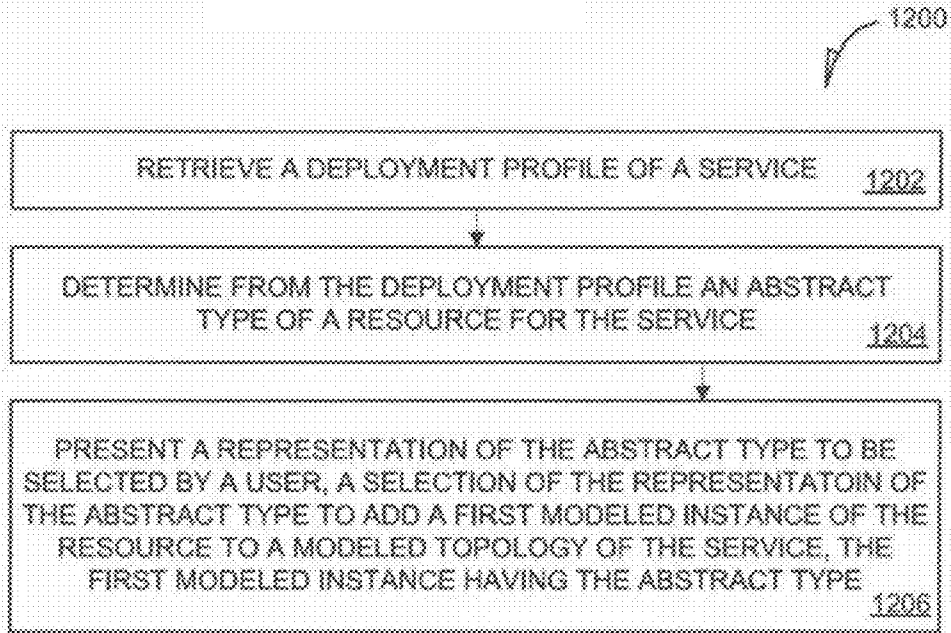 1200
RETRIEVE A DEPLOYMENT PROFILE OF A SERVICE
1202
DETERMINE FROM THE DEPLOYMENT PROFILE AN ABSTRACT
TYPE OF A RESOURCE FOR THE SERVICE
1204
PRESENT A REPRESENTATION OF THE ABSTRACT TYPE TO BE
SELECTED BY A USER, A SELECTION OF THE REPRESENTATOIN OF
THE ABSTRACT TYPE TO ADD A FIRST MODELED INSTANCE OF THE
RESOURCE TO A MODELED TOPOLOGY OF THE SERVICE, THE
FIRST MODELED INSTANCE HAVING THE ABSTRACT TYPE
1206